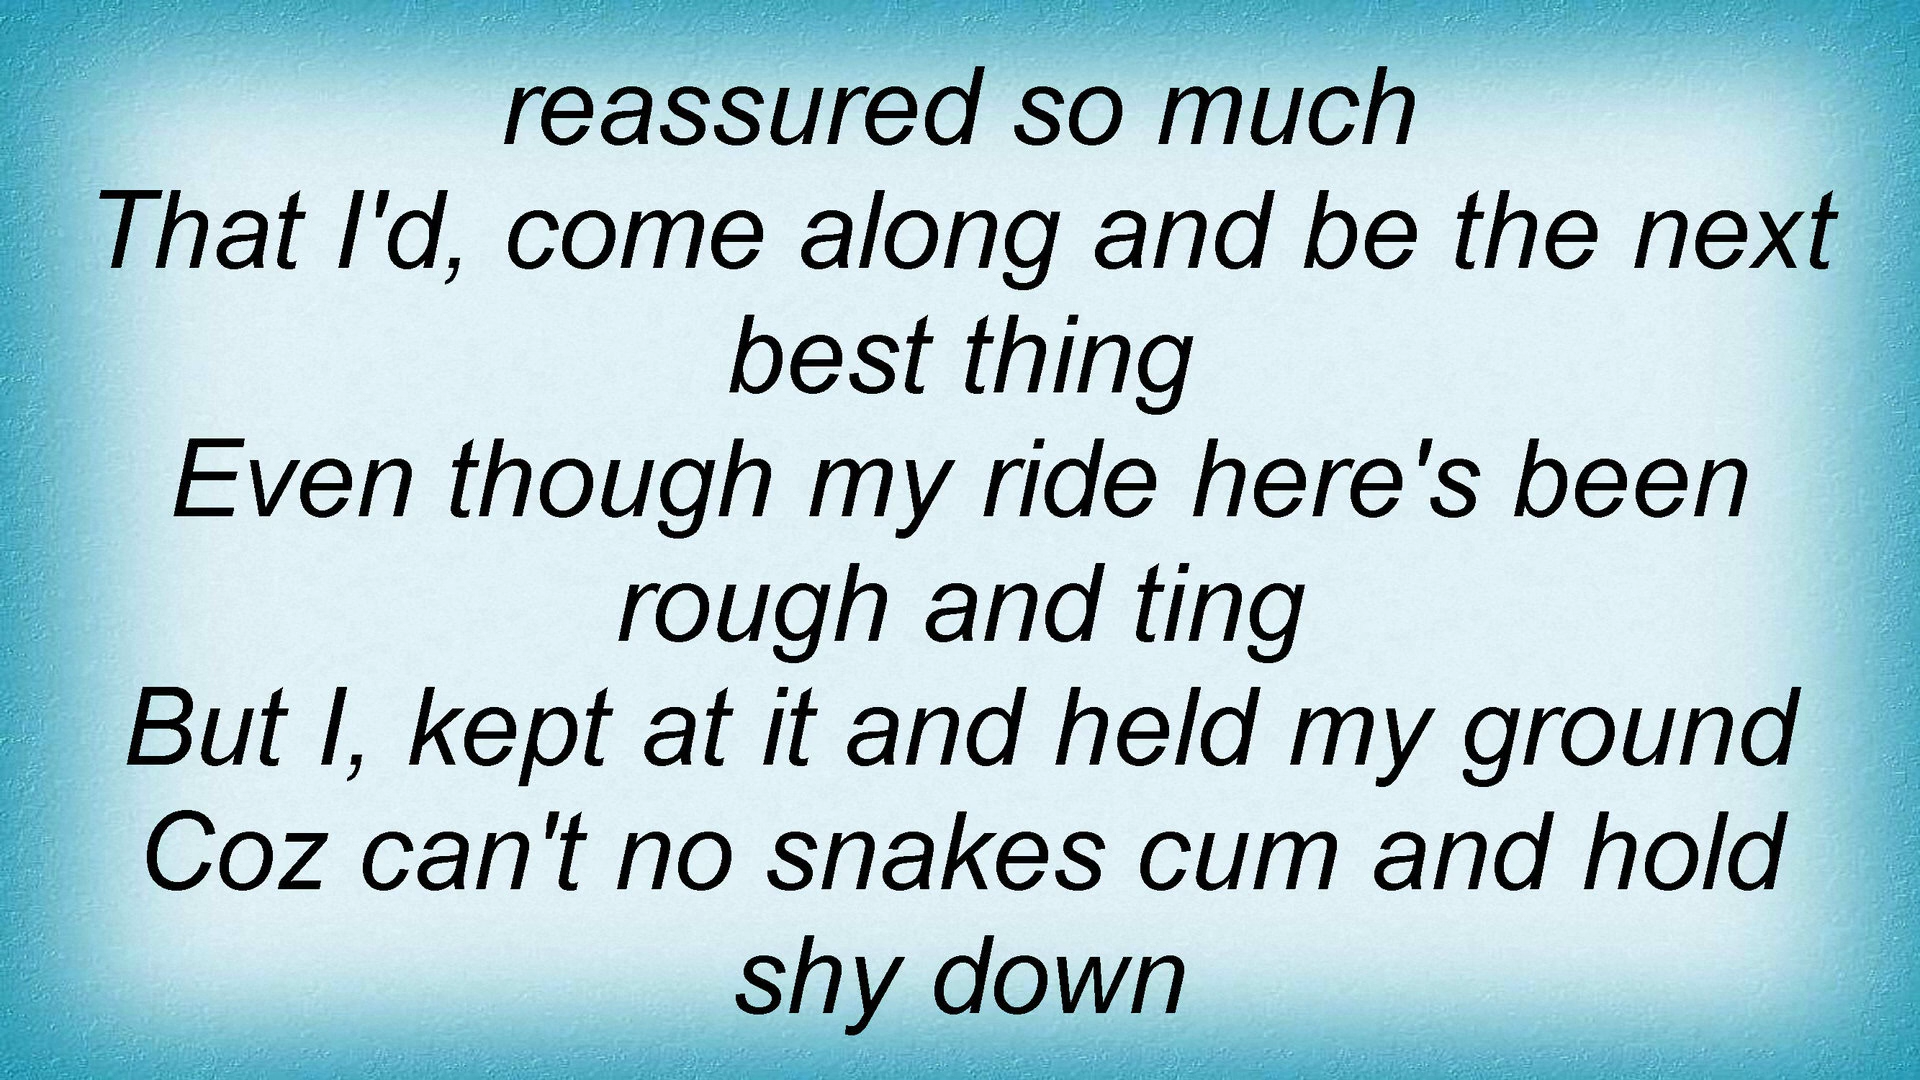 reassured so much
That I'd, come along and be the next
best thing
Even though my ride here's been
rough and ting
But I, kept at it and held my ground
Coz can't no snakes cum and hold
shy down